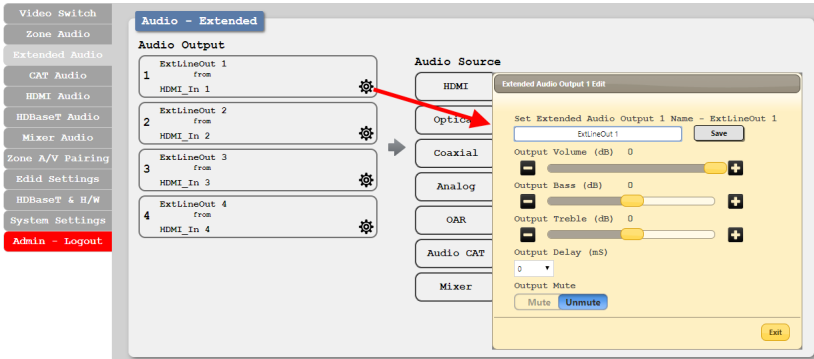 Video Switch
Zone Audio
Extended Audio
CAT Audio
HDMI Audio
HDBaseT Audio
Mixer Audio
Zone A/V Pairing
Edid Settings
HDBaseT & H/W
System Settings
Admin - Logout
Audio - Extended
Audio Output
1
ExtLineOut 1
from
HDMI_In 1
2
ExtLineOut 2
from
HDMI_In 2
3
ExtLineOut 3
from
HDMI_In 3
4
ExtLineOut 4
from
HDMI_In 4
Audio Source
HDMI
Optica
Coaxial
Analog
OAR
Audio CAT
Mixer
Extended Audio Output 1 Edit
Set Extended Audio Output 1 Name - ExtLineOut 1
ExtLineOut 1
Save
Output Volume (dB) 0
Output Bass (dB) 0
Output Treble (dB) 0
Output Delay (mS)
0
Output Mute
Mute Unmute
Exit